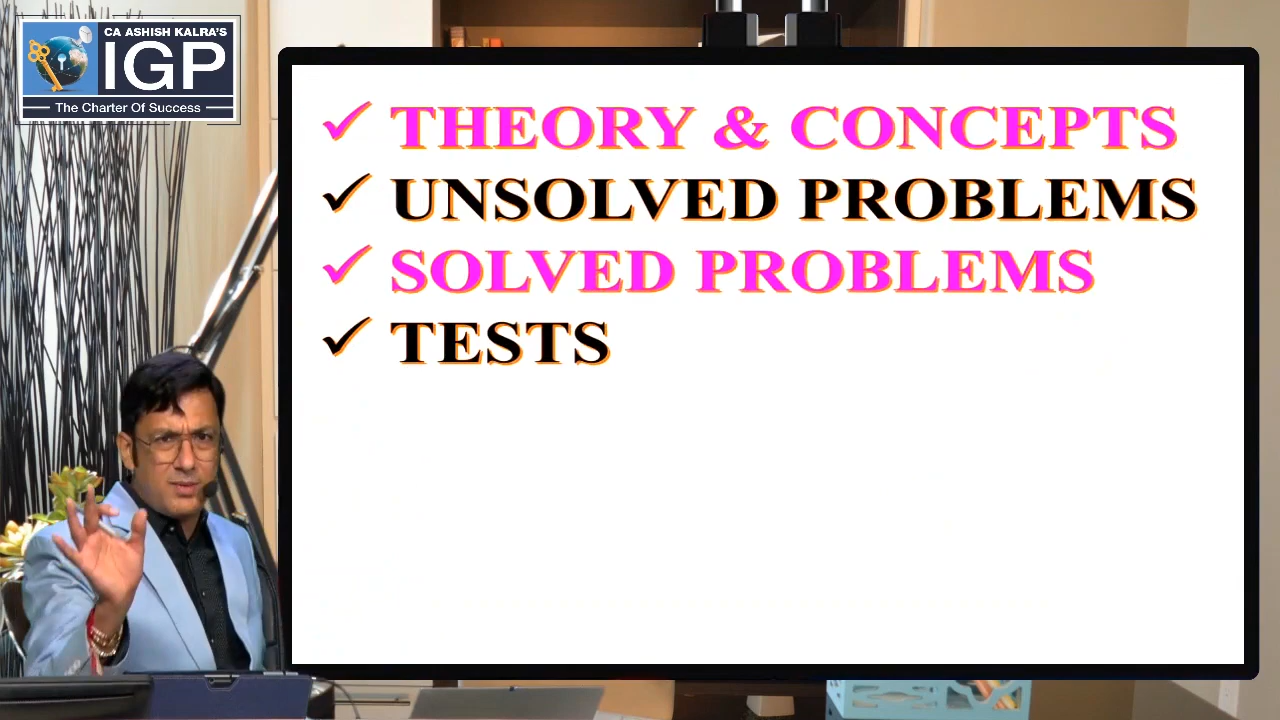 CA ASHISH KALRA'S
IGP
The Charter Of Success
✓ THEORY & CONCEPTS
✓ UNSOLVED PROBLEMS
✓ SOLVED PROBLEMS
✓ TESTS